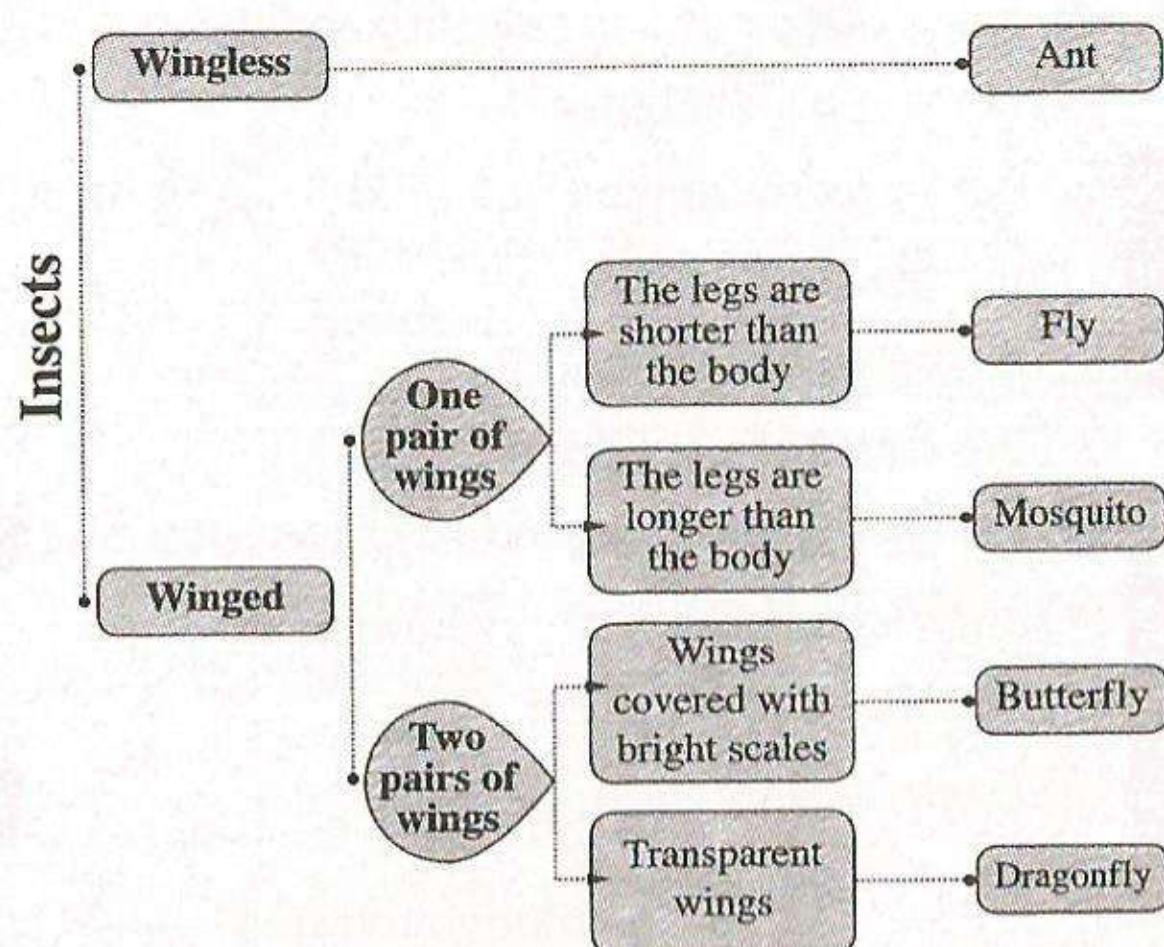 Insects
Wingless
Ant
Winged
One
pair of
wings
The legs are
shorter than
the body
Fly
The legs are
longer than
the body
Mosquito
Two
pairs of
wings
Wings
covered with
bright scales
Butterfly
Transparent
wings
Dragonfly